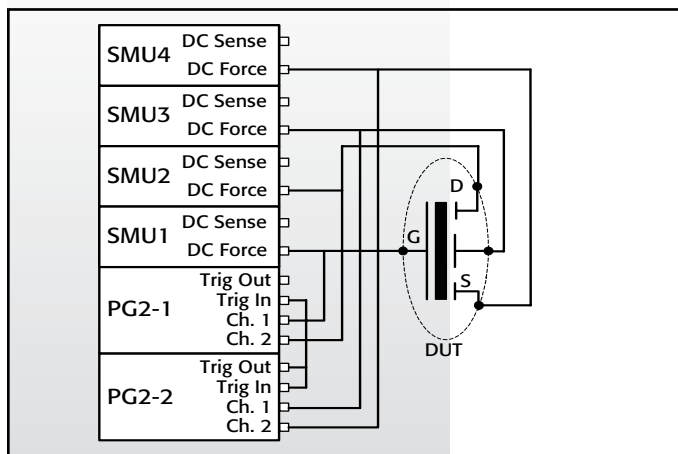 SMU4
DC Sense
DC Force
SMU3
DC Sense
DC Force
SMU2
DC Sense
DC Force
SMU1
DC Sense
DC Force
PG2-1
Trig Out
Trig In
Ch. 1
Ch. 2
PG2-2
Trig Out
Trig In
Ch. 1
Ch. 2
D
G
S
DUT